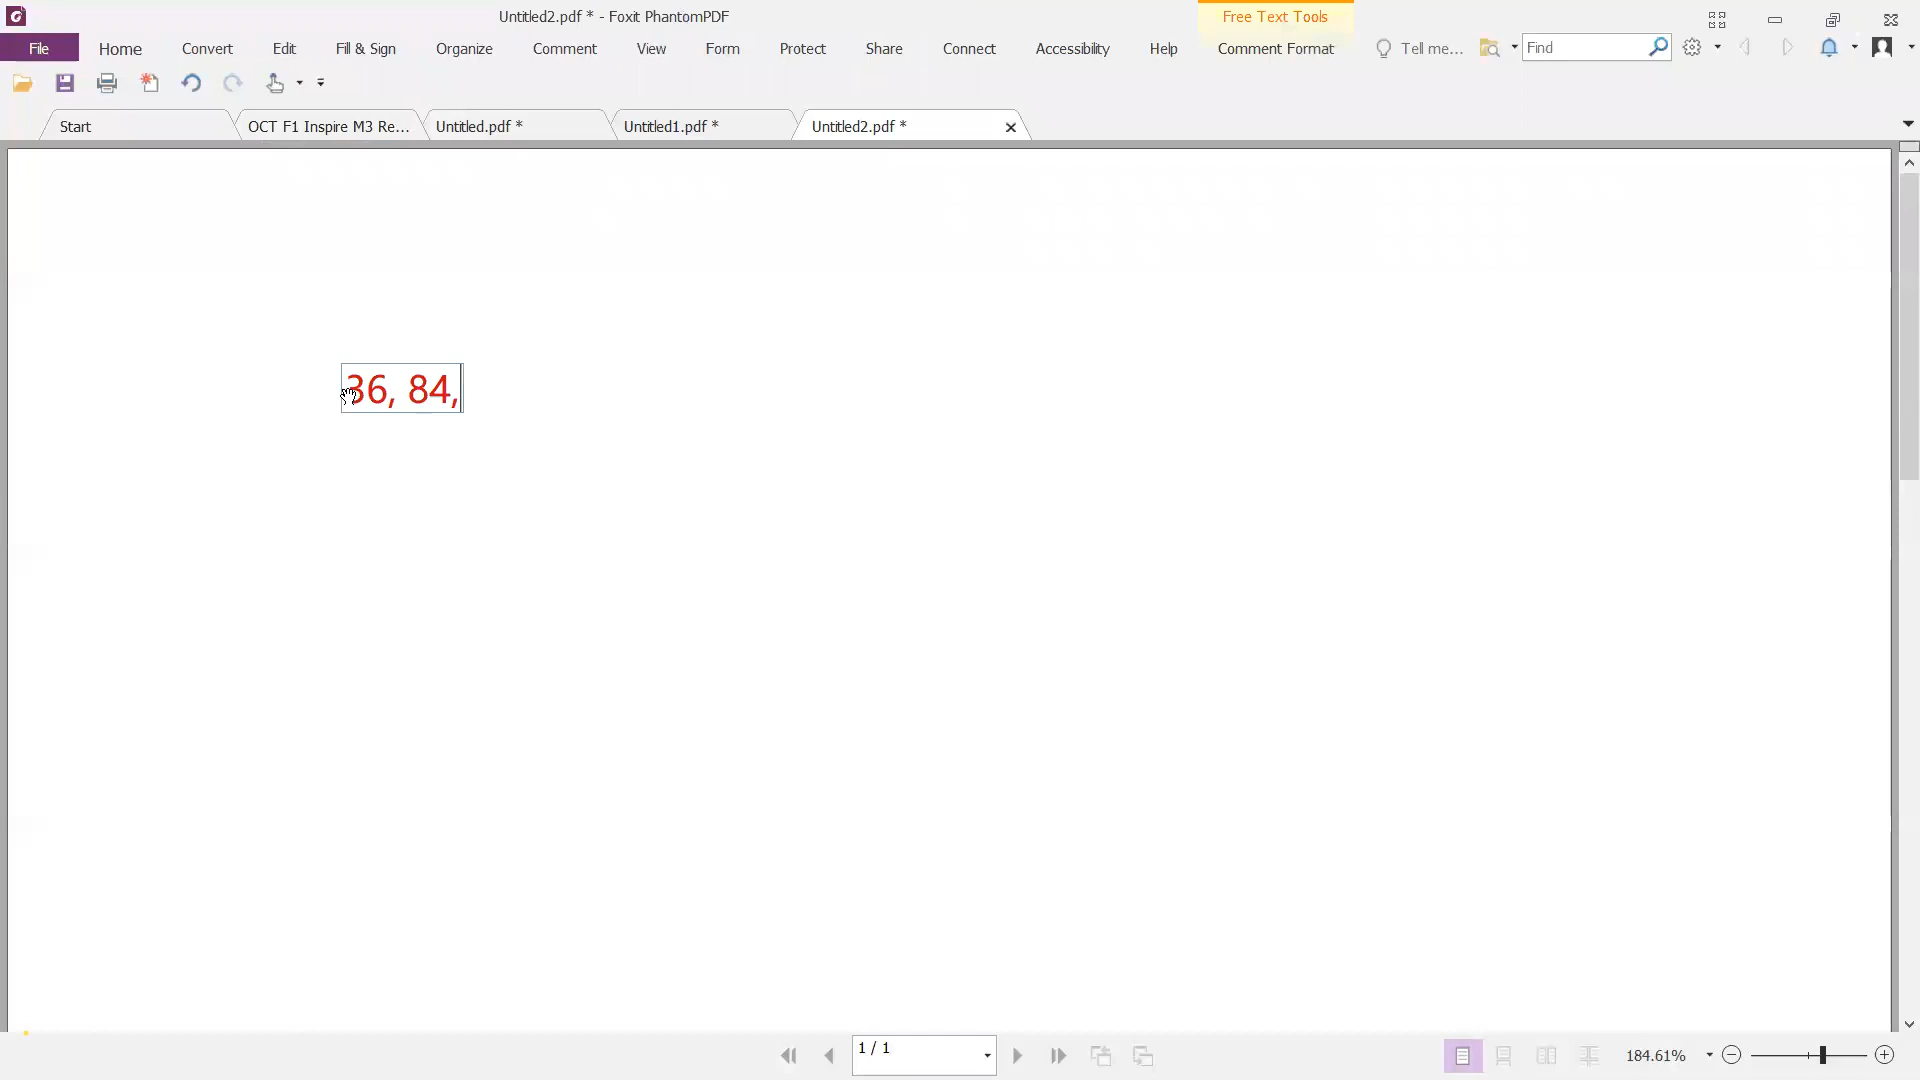 Untitled2.pdf * - Foxit PhantomPDF
Free Text Tools
File Home Convert Edit Fill & Sign Organize Comment View Form Protect Share Connect Accessibility Help Comment Format Tell me... Find
Start OCT F1 Inspire M3 Re... Untitled.pdf * Untitled1.pdf * Untitled2.pdf *
36, 84,
1 / 1 184.61%